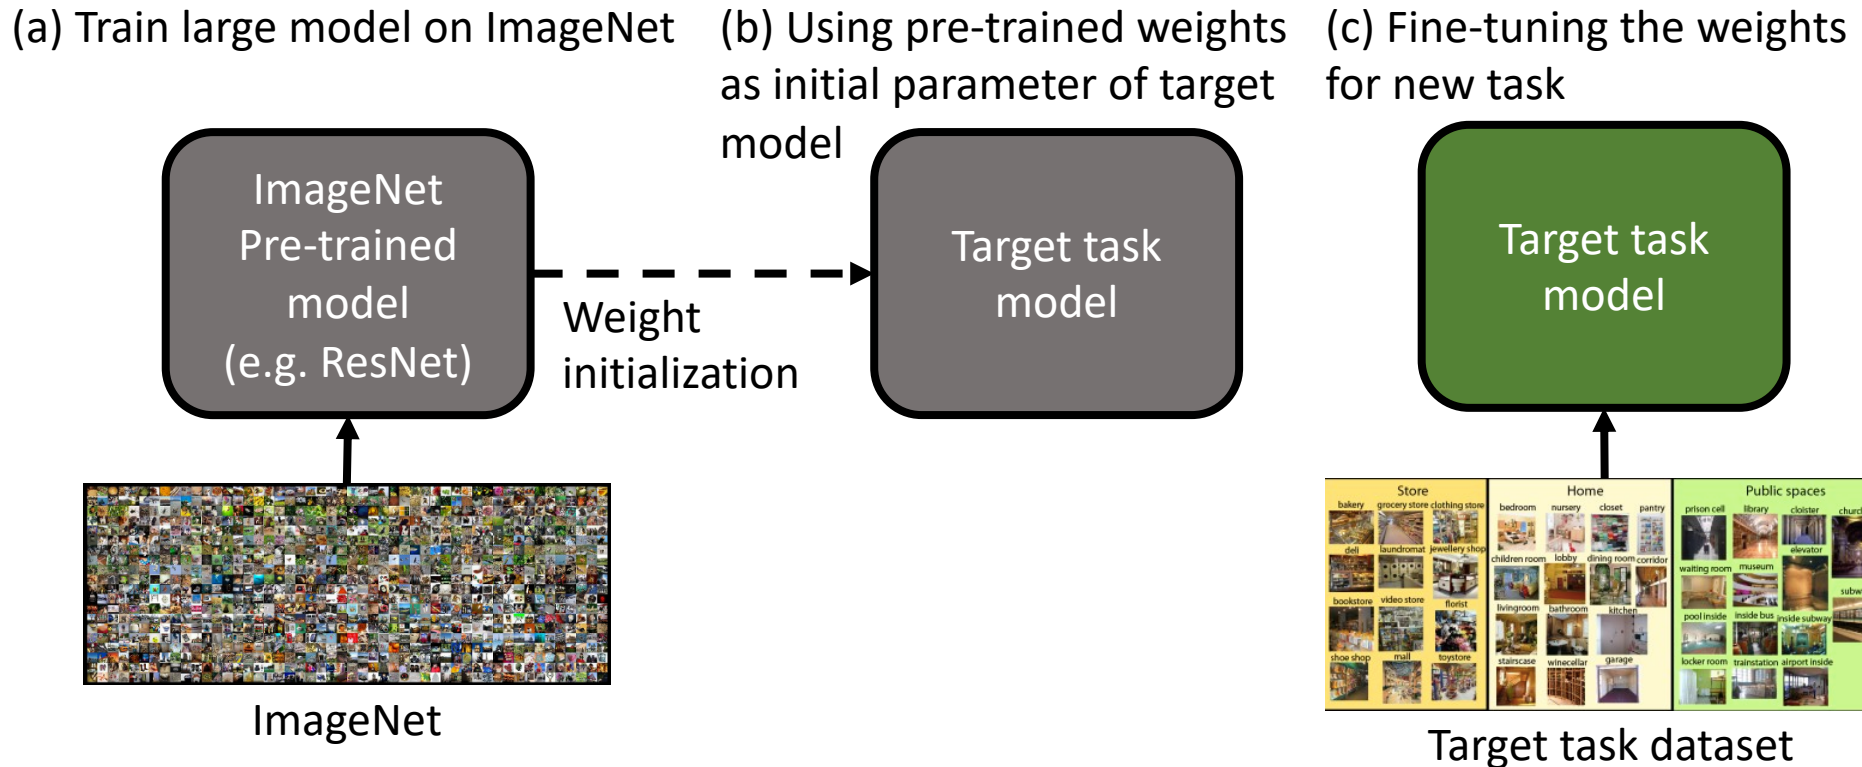 (a) Train large model on ImageNet
(b) Using pre-trained weights
as initial parameter of target
model
(c) Fine-tuning the weights
for new task
ImageNet
Pre-trained
model
(e.g. ResNet)
Weight
initialization
Target task
model
Target task
model
ImageNet
Store
bakery grocery store clothing store
deli laundromat jewellery shop
bookstore video store florist
shoe shop mall toystore
Home
bedroom nursery closet pantry
children room lobby dining room corridor
livingroom bathroom kitchen
stairscase winecellar garage
Public spaces
prison cell library cloister church
elevator
waiting room museum
subw
pool inside inside bus inside subway
locker room trainstation airport inside
Target task dataset